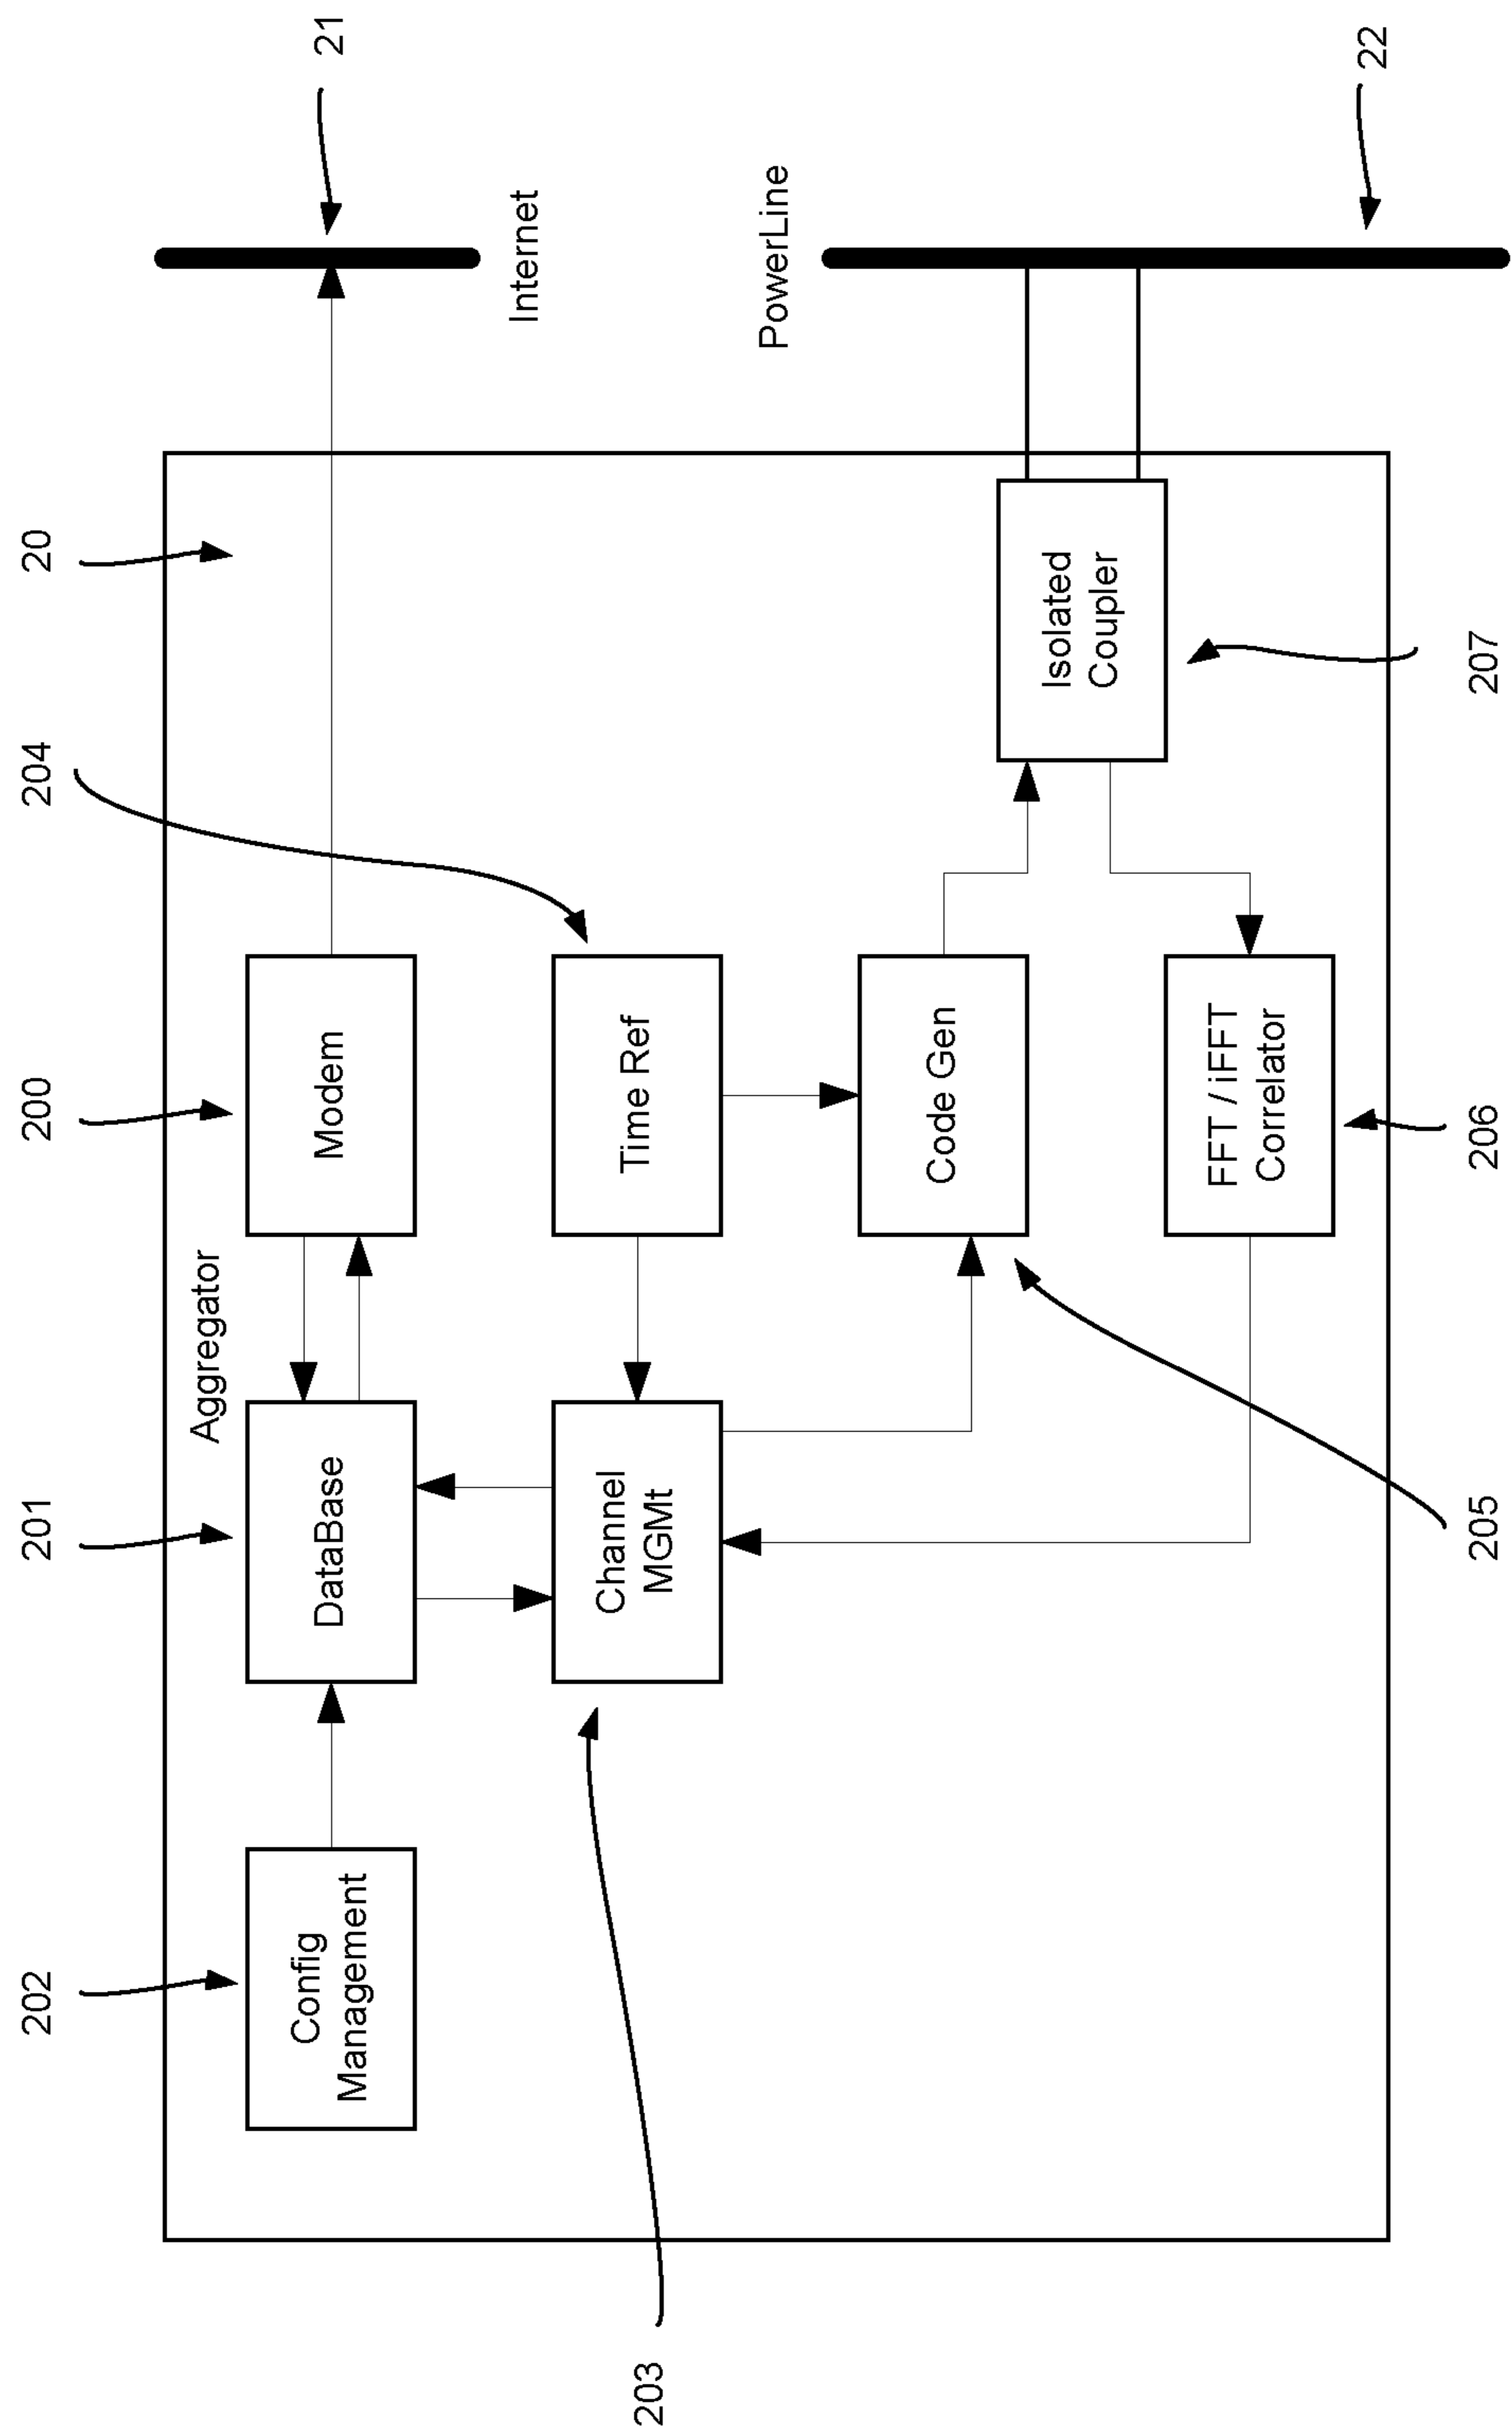 202
201
200
204
20
21
Aggregator
Config
Management
DataBase
Modem
Internet
Channel
MGMt
Time Ref
PowerLine
Code Gen
Isolated
Coupler
FFT / iFFT
Correlator
203
205
206
207
22